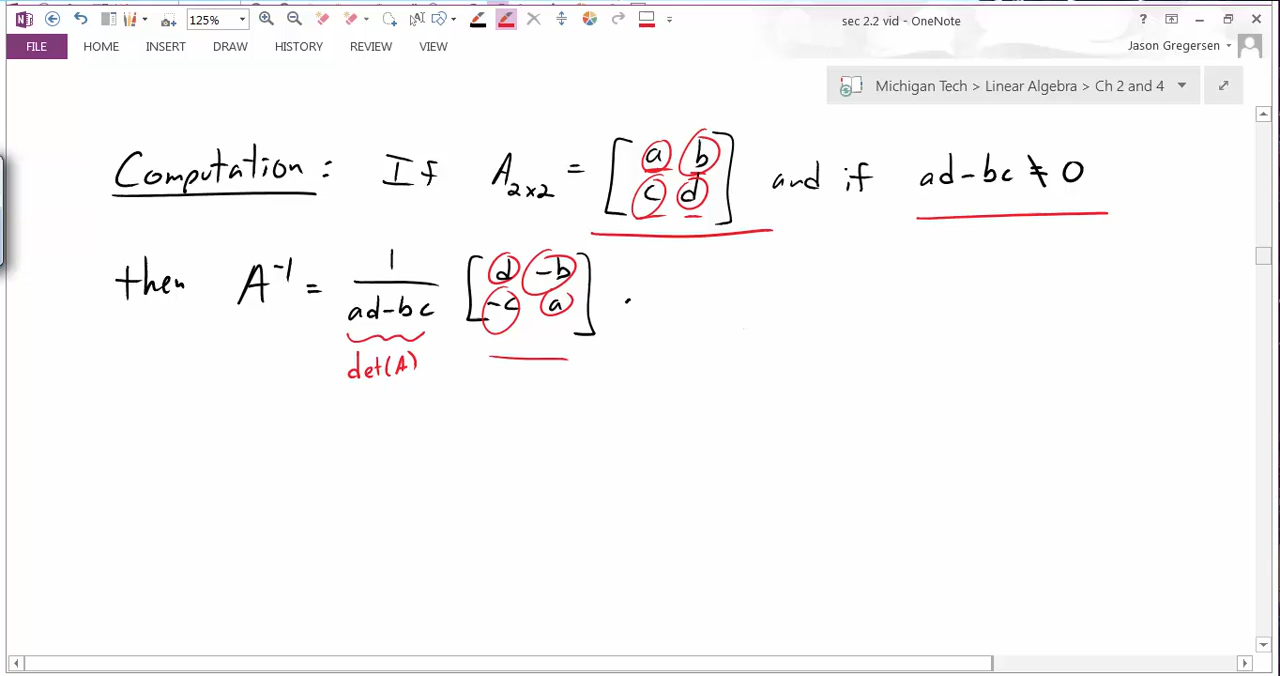 125%
sec 2.2 vid - OneNote
FILE HOME INSERT DRAW HISTORY REVIEW VIEW
Jason Gregersen
Michigan Tech > Linear Algebra > Ch 2 and 4
Computation: If A₂ₓ₂ = [a b; c d] and if ad-bc ≠ 0
then A⁻¹ = 1/(ad-bc) [d -b; -c a].
det(A)